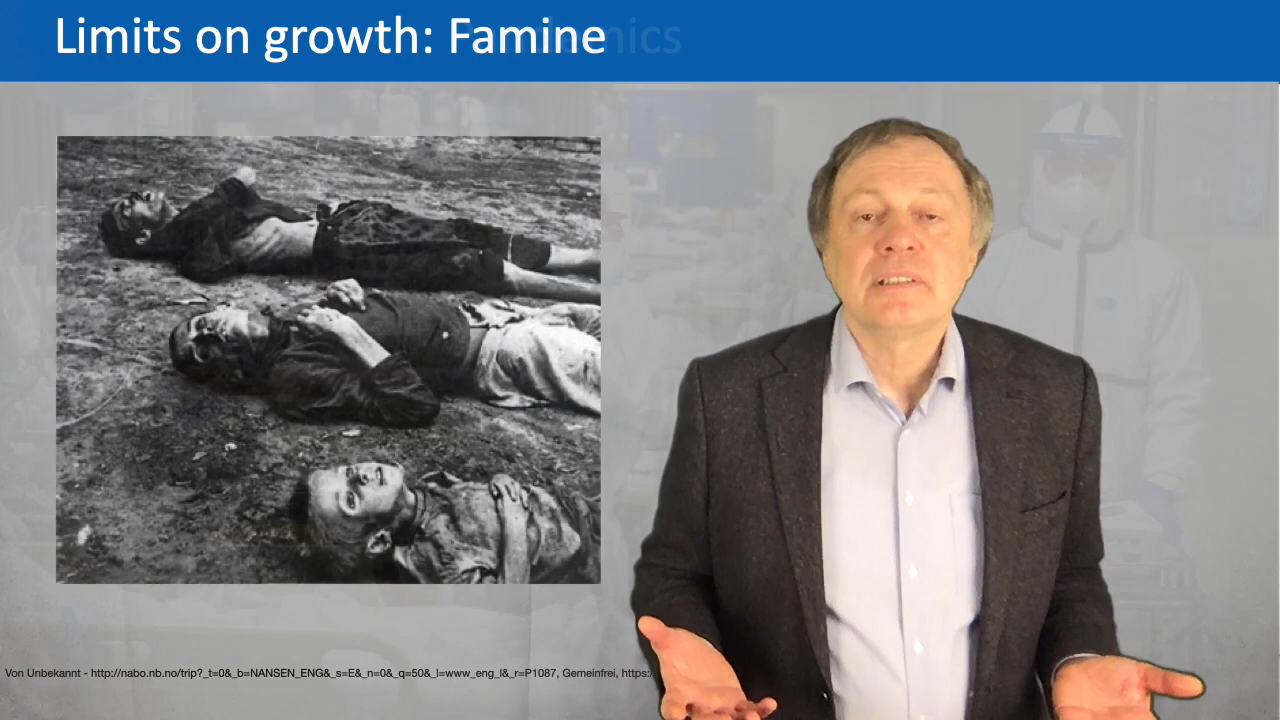 Limits on growth: Famine
Von Unbekannt - http://nabo.nb.no/trip?_t=0&_b=NANSEN_ENG&_s=E&_n=0&_q=50&_l=www_eng_l&_r=P1087, Gemeinfrei, https:/